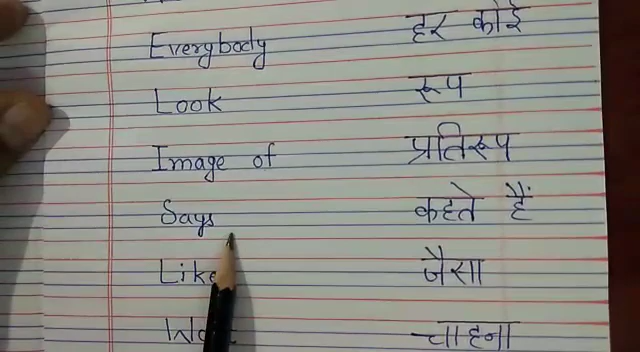 Everybody हर कोई
Look रूप
Image of प्रतिरूप
Says कहते हैं
Like जैसा
चाहना